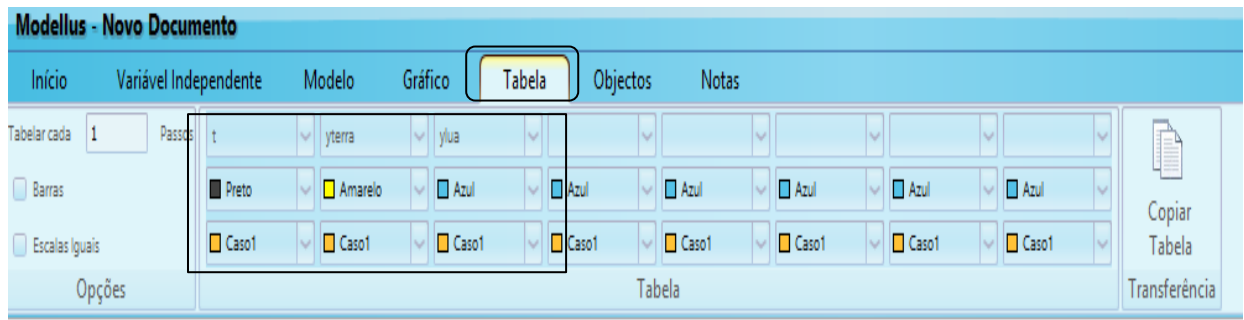 Modellus - Novo Documento
Início Variável Independente Modelo Gráfico Tabela Objectos Notas
Tabelar cada 1 Passos t yterra ylua
Barras Preto Amarelo Azul Azul Azul Azul Azul Azul
Escalas Iguais Caso1 Caso1 Caso1 Caso1 Caso1 Caso1 Caso1 Caso1
Copiar
Tabela
Opções Tabela Transferência